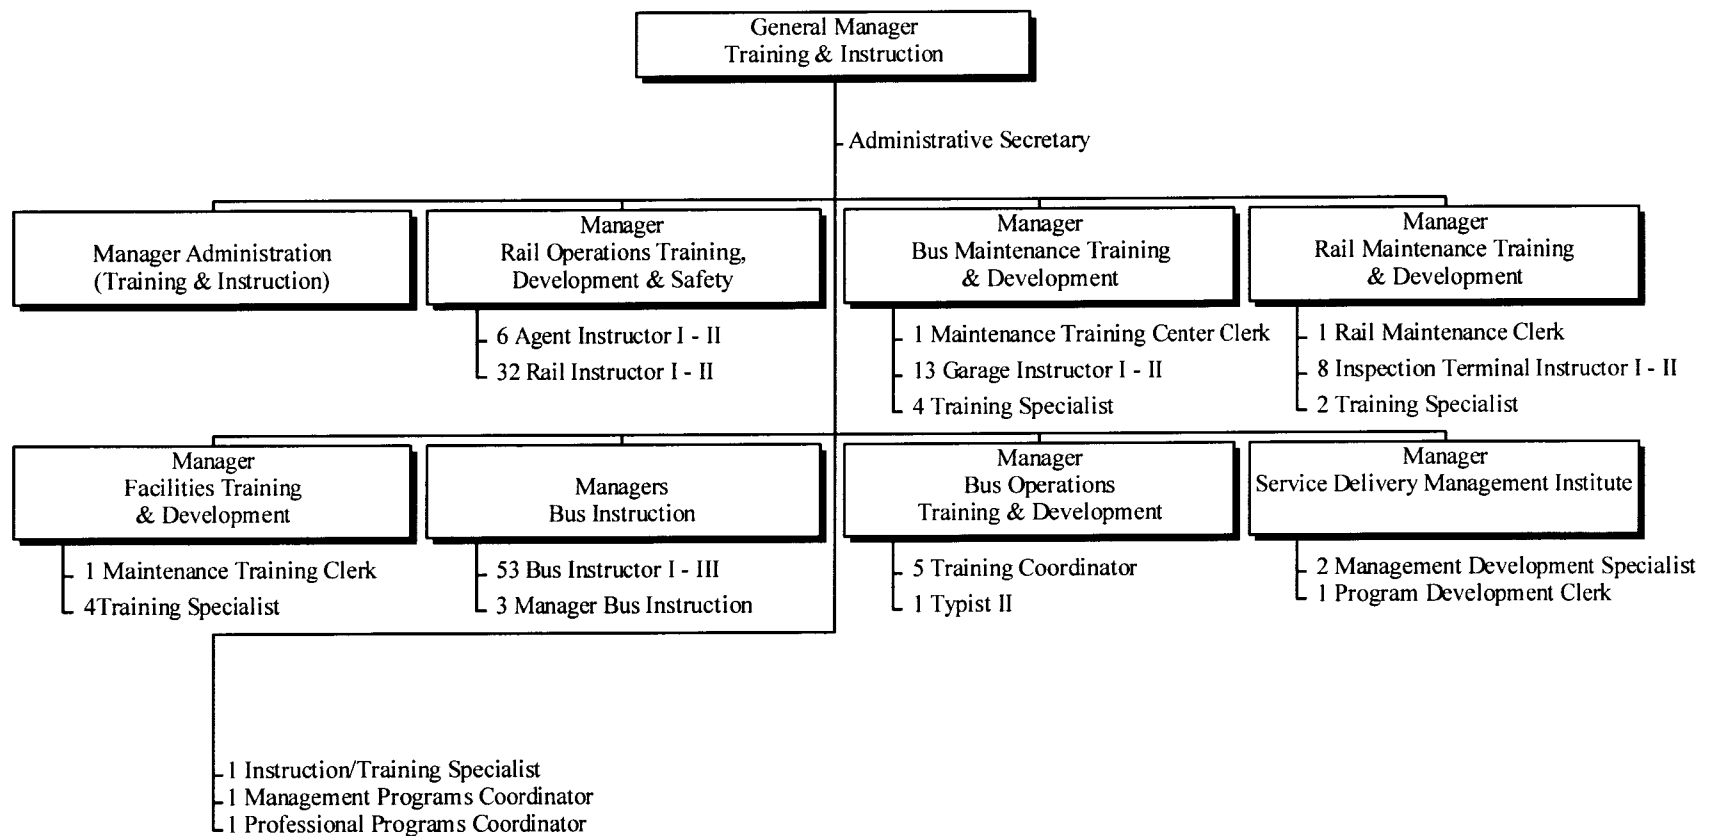 General Manager
Training & Instruction
Administrative Secretary
Manager Administration
(Training & Instruction)
Manager
Rail Operations Training,
Development & Safety
6 Agent Instructor I - II
32 Rail Instructor I - II
Manager
Bus Maintenance Training
& Development
1 Maintenance Training Center Clerk
13 Garage Instructor I - II
4 Training Specialist
Manager
Rail Maintenance Training
& Development
1 Rail Maintenance Clerk
8 Inspection Terminal Instructor I - II
2 Training Specialist
Manager
Facilities Training
& Development
1 Maintenance Training Clerk
4Training Specialist
Managers
Bus Instruction
53 Bus Instructor I - III
3 Manager Bus Instruction
Manager
Bus Operations
Training & Development
5 Training Coordinator
1 Typist II
Manager
Service Delivery Management Institute
2 Management Development Specialist
1 Program Development Clerk
1 Instruction/Training Specialist
1 Management Programs Coordinator
1 Professional Programs Coordinator